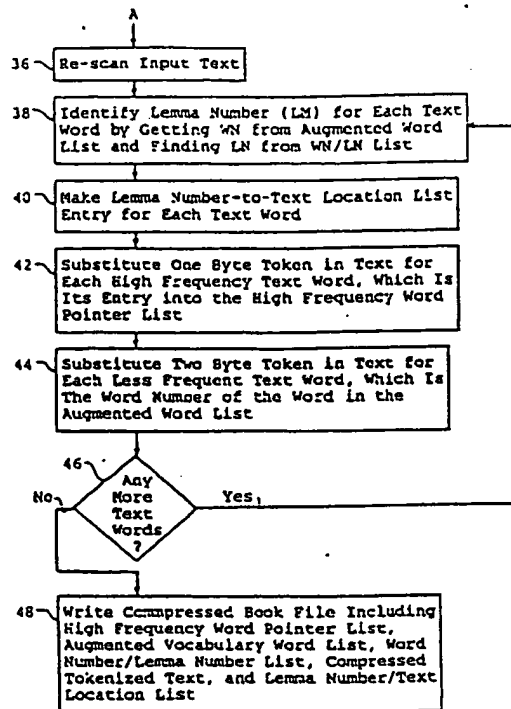 A
36 Re-scan Input Text
38 Identify Lemma Number (LM) for Each Text
Word by Getting WN from Augmented Word
List and Finding LN from WN/LN List
40 Make Lemma Number-to-Text Location List
Entry for Each Text Word
42 Substitute One Byte Token in Text for
Each High Frequency Text Word, Which Is
Its Entry into the High Frequency Word
Pointer List
44 Substitute Two Byte Token in Text for
Each Less Frequent Text Word, Which Is
The Word Number of the Word in the
Augmented Word List
46
Any
More
No Text Yes,
Words
?
48 Write Commpressed Book File Including
High Frequency Word Pointer List,
Augmented Vocabulary Word List, Word
Number/Lemma Number List, Compressed
Tokenized Text, and Lemma Number/Text
Location List